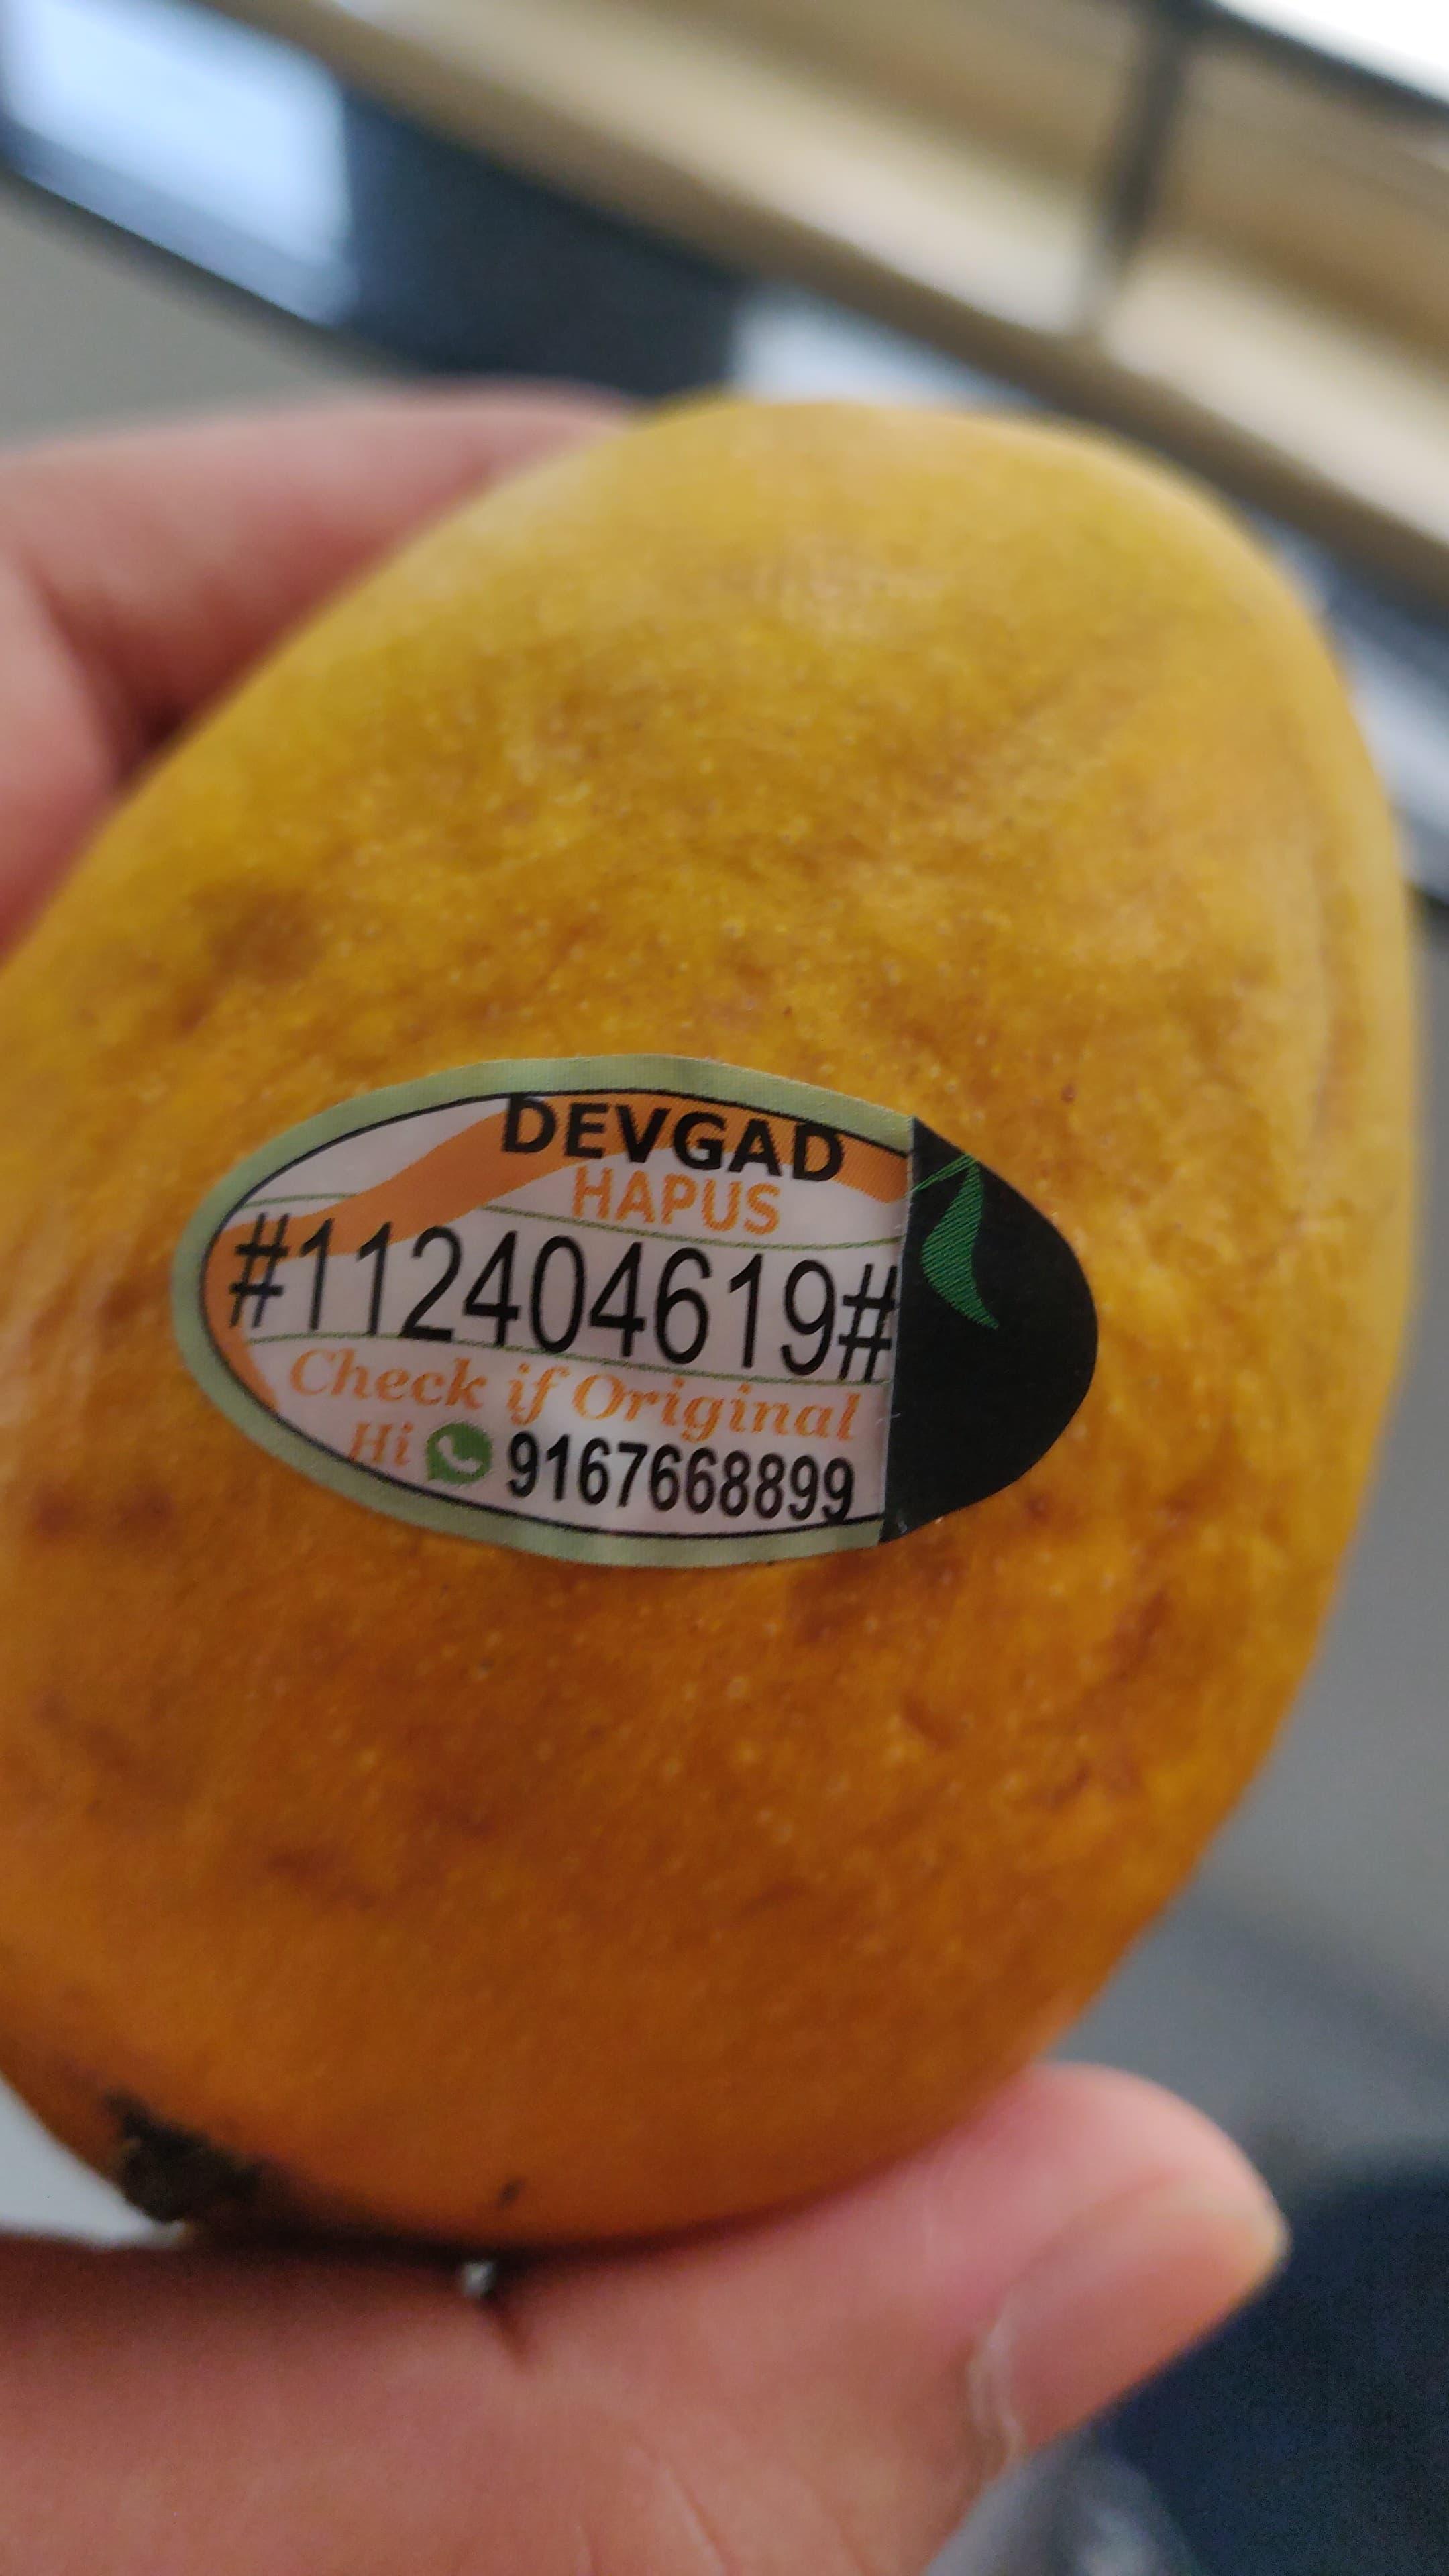 DEVGAD
HAPUS
#112404619#
Check if Original
Hi 9167668899